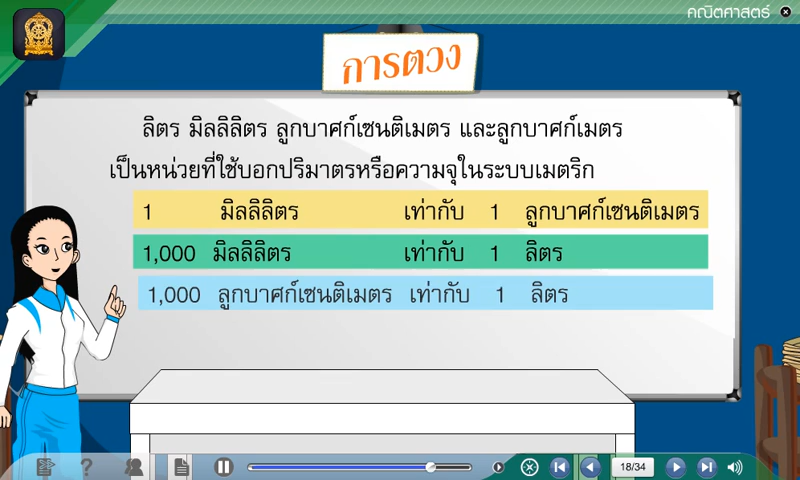 คณิตศาสตร์
การตวง
ลิตร มิลลิลิตร ลูกบาศก์เซนติเมตร และลูกบาศก์เมตร
เป็นหน่วยที่ใช้บอกปริมาตรหรือความจุในระบบเมตริก
1 มิลลิลิตร เท่ากับ 1 ลูกบาศก์เซนติเมตร
1,000 มิลลิลิตร เท่ากับ 1 ลิตร
1,000 ลูกบาศก์เซนติเมตร เท่ากับ 1 ลิตร
18/34